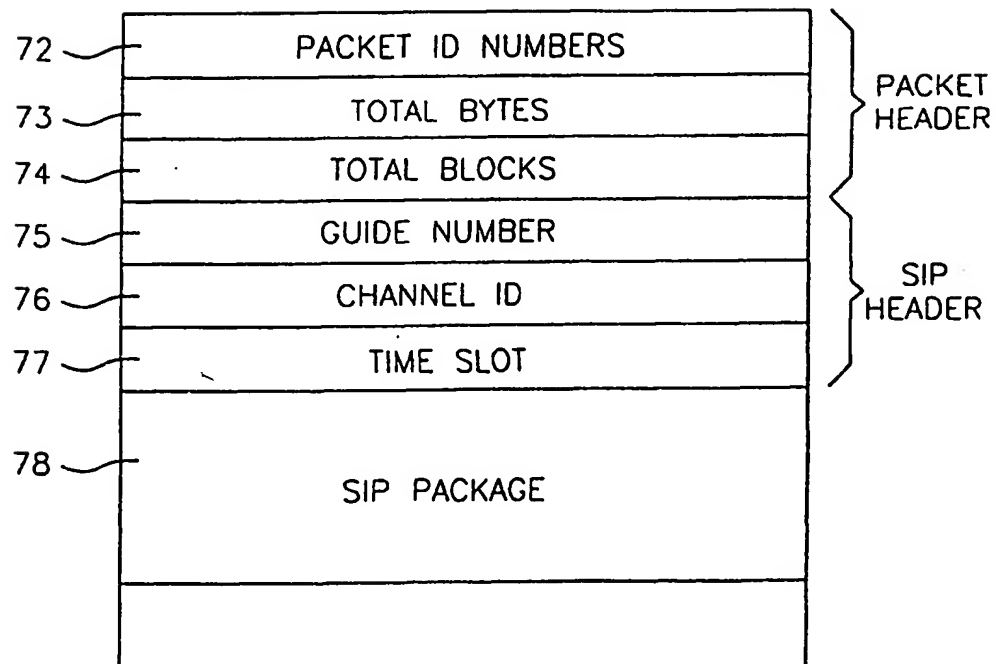 72 PACKET ID NUMBERS
73 TOTAL BYTES
74 TOTAL BLOCKS
PACKET
HEADER
75 GUIDE NUMBER
76 CHANNEL ID
77 TIME SLOT
SIP
HEADER
78 SIP PACKAGE